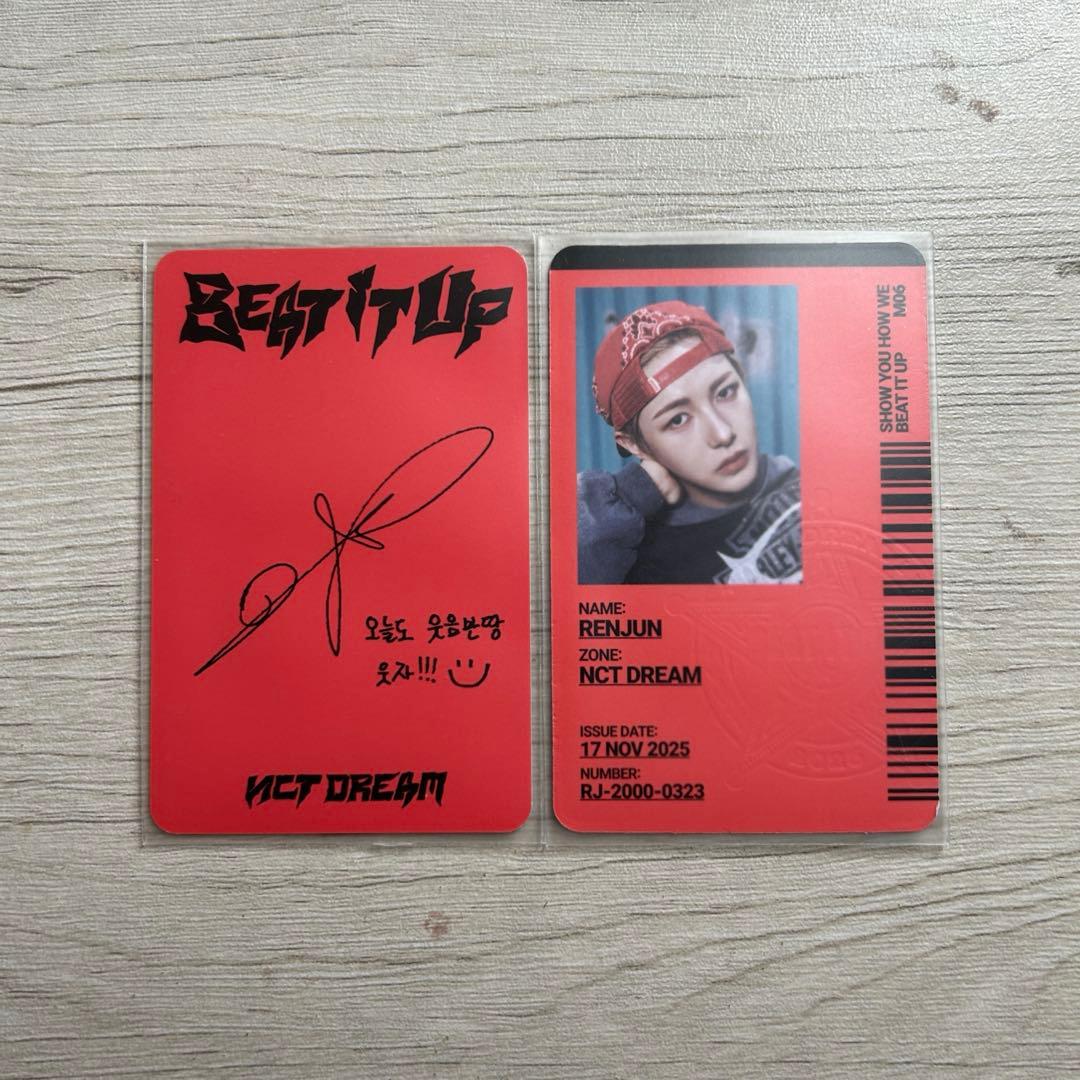 BEAT IT UP
오늘도 웃음만땅
웃자!!!
NCT DREAM
SHOW YOU HOW WE
BEAT IT UP M06
NAME:
RENJUN
ZONE:
NCT DREAM
ISSUE DATE:
17 NOV 2025
NUMBER:
RJ-2000-0323